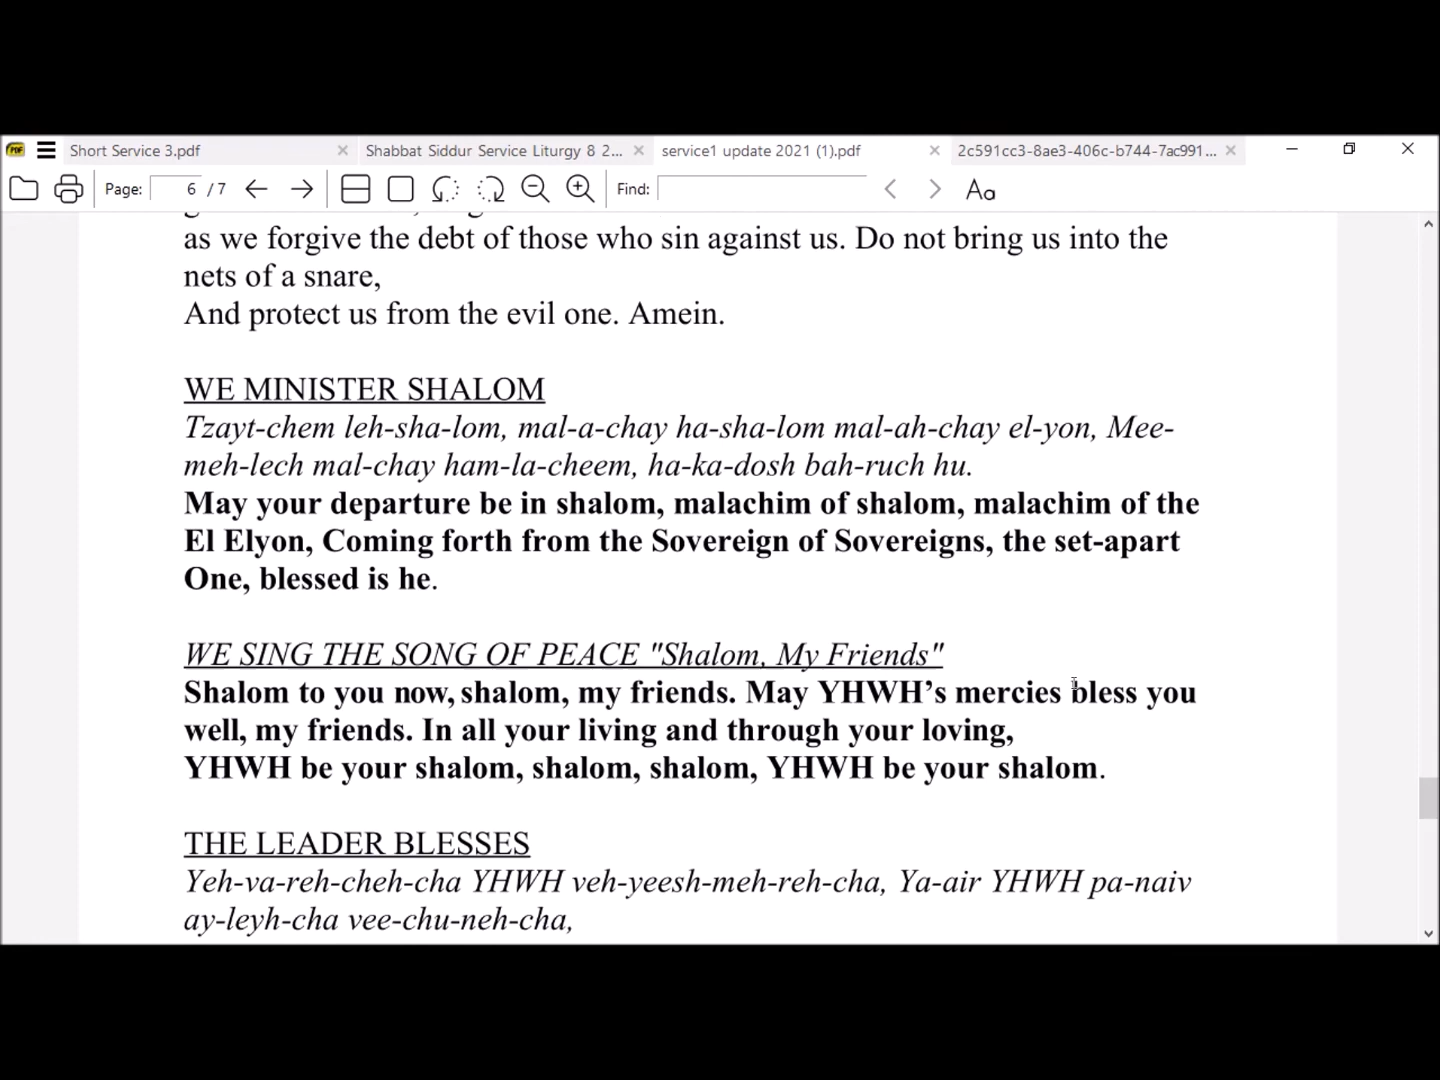 Short Service 3.pdf
Shabbat Siddur Service Liturgy 8 2...
service1 update 2021 (1).pdf
2c591cc3-8ae3-406c-b744-7ac991...
Page: 6 / 7
Find:
Aa
as we forgive the debt of those who sin against us. Do not bring us into the
nets of a snare,
And protect us from the evil one. Amein.
WE MINISTER SHALOM
Tzayt-chem leh-sha-lom, mal-a-chay ha-sha-lom mal-ah-chay el-yon, Mee-
meh-lech mal-chay ham-la-cheem, ha-ka-dosh bah-ruch hu.
May your departure be in shalom, malachim of shalom, malachim of the
El Elyon, Coming forth from the Sovereign of Sovereigns, the set-apart
One, blessed is he.
WE SING THE SONG OF PEACE "Shalom, My Friends"
Shalom to you now, shalom, my friends. May YHWH’s mercies bless you
well, my friends. In all your living and through your loving,
YHWH be your shalom, shalom, shalom, YHWH be your shalom.
THE LEADER BLESSES
Yeh-va-reh-cheh-cha YHWH veh-yeesh-meh-reh-cha, Ya-air YHWH pa-naiv
ay-leyh-cha vee-chu-neh-cha,